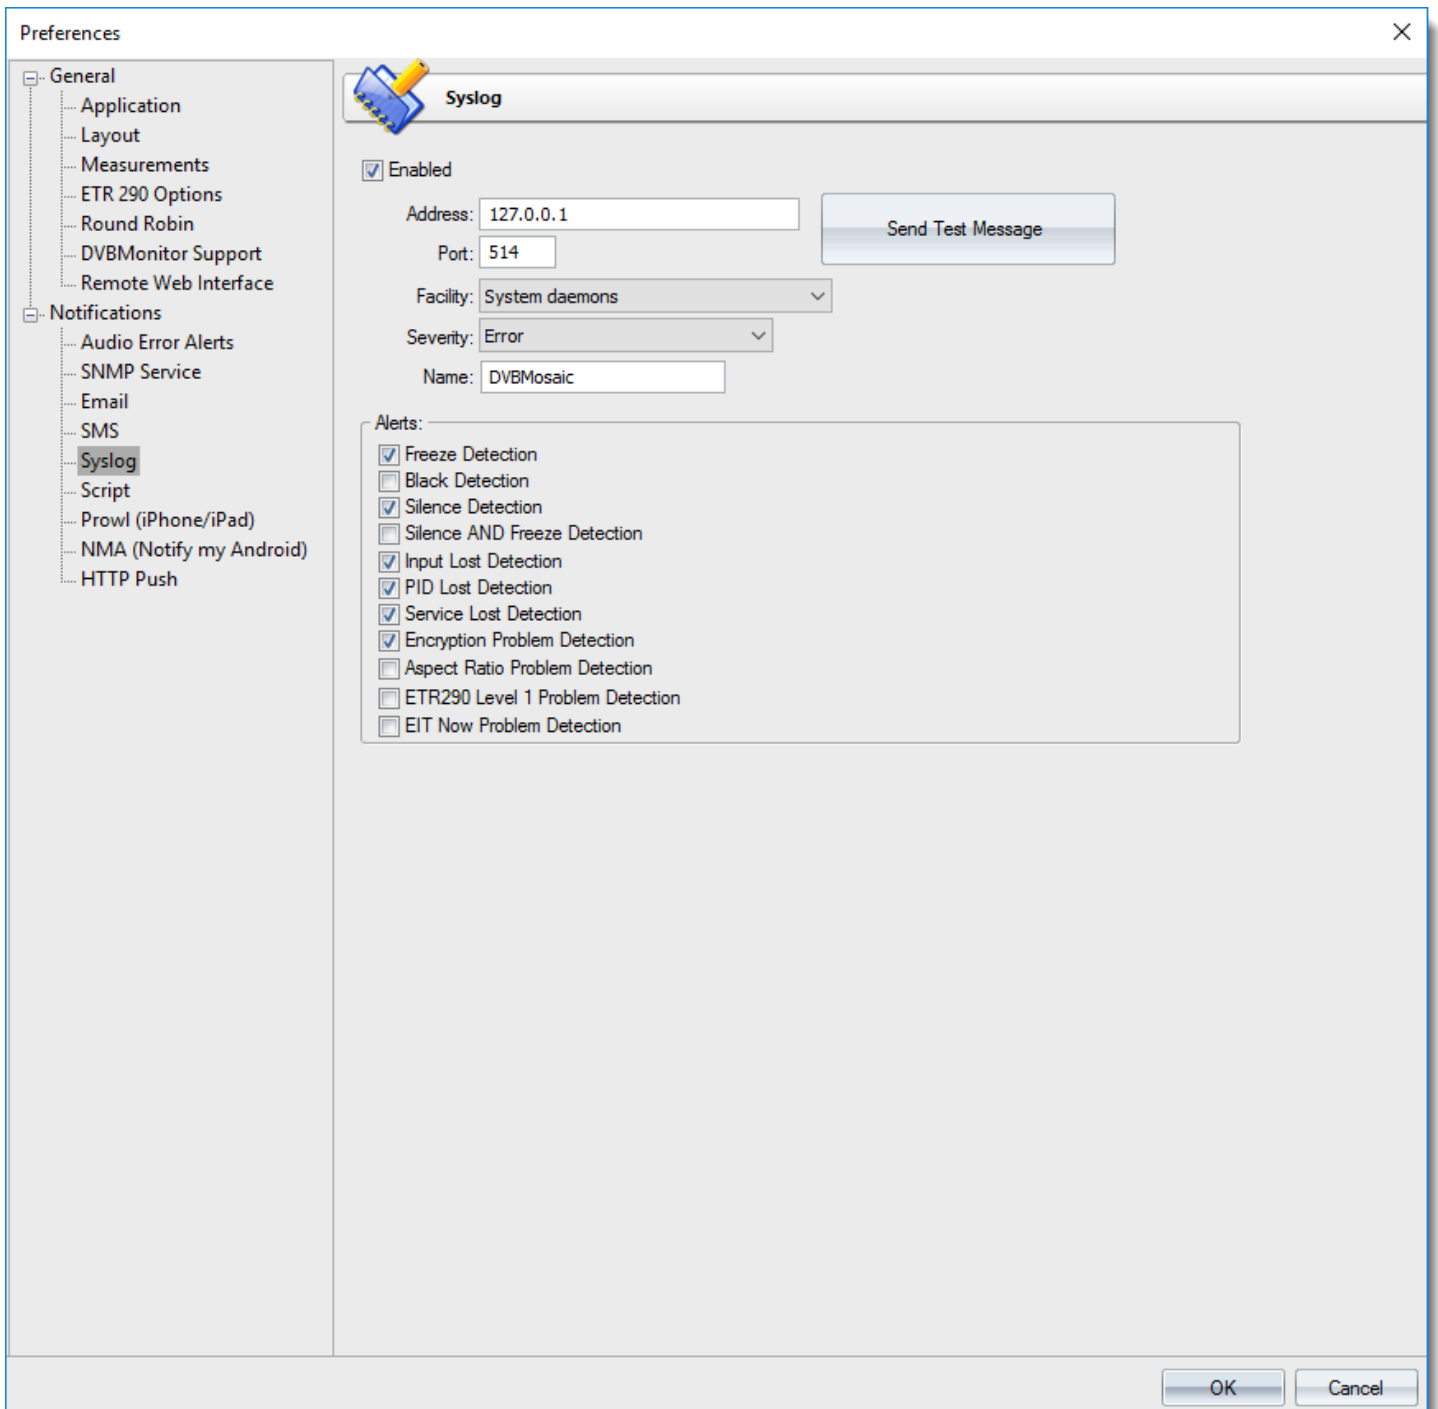 Preferences
General
Application
Layout
Measurements
ETR 290 Options
Round Robin
DVBMonitor Support
Remote Web Interface
Notifications
Audio Error Alerts
SNMP Service
Email
SMS
Syslog
Script
Prowl (iPhone/iPad)
NMA (Notify my Android)
HTTP Push
Syslog
Enabled
Address: 127.0.0.1
Send Test Message
Port: 514
Facility: System daemons
Severity: Error
Name: DVBMosaic
Alerts:
Freeze Detection
Black Detection
Silence Detection
Silence AND Freeze Detection
Input Lost Detection
PID Lost Detection
Service Lost Detection
Encryption Problem Detection
Aspect Ratio Problem Detection
ETR290 Level 1 Problem Detection
EIT Now Problem Detection
OK
Cancel